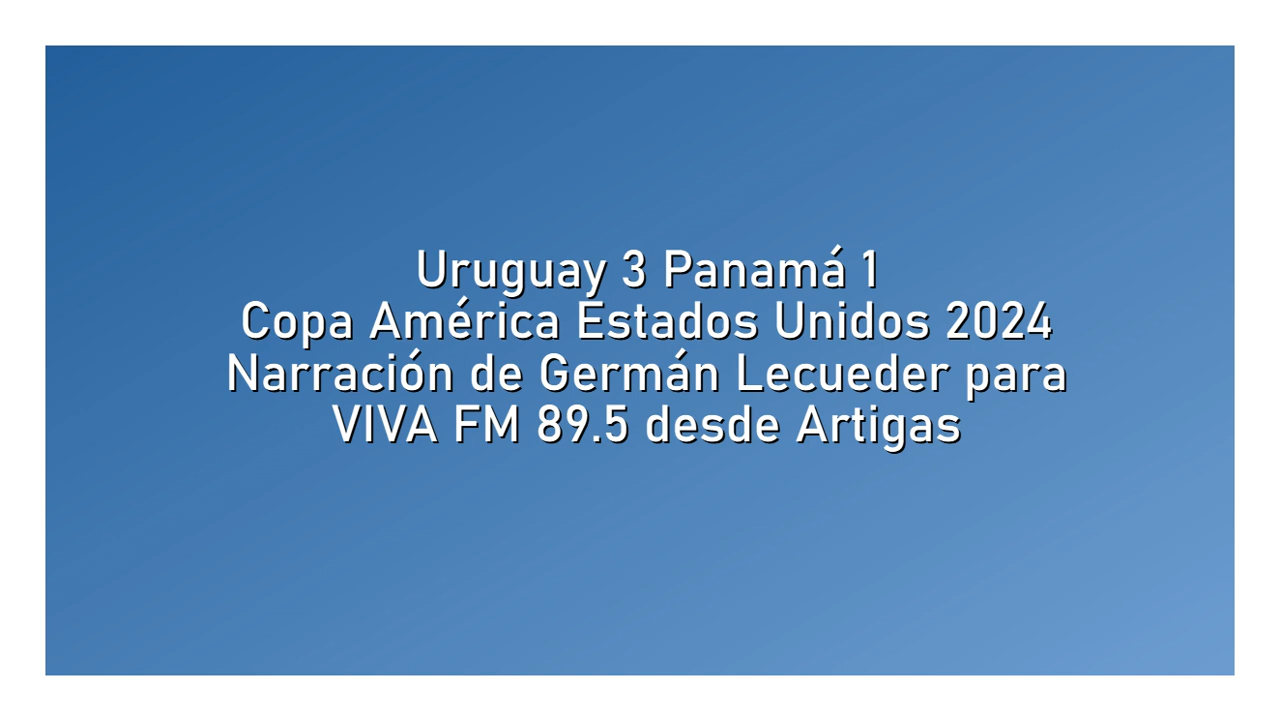 Uruguay 3 Panamá 1
Copa América Estados Unidos 2024
Narración de Germán Lecueder para
VIVA FM 89.5 desde Artigas